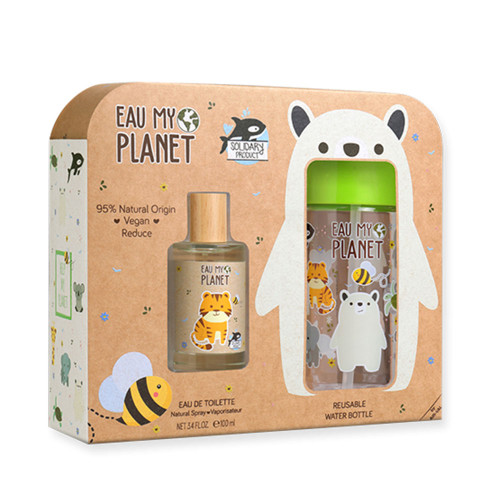 EAU MY
PLANET
SOLIDARY
PRODUCT
95% Natural Origin
Vegan
Reduce
EAU MY
PLANET
EAU MY
PLANET
EAU DE TOILETTE
Natural Spray ♥ Vaporisateur
NET 3.4 FL.OZ. ℮ 100 ml
REUSABLE
WATER BOTTLE